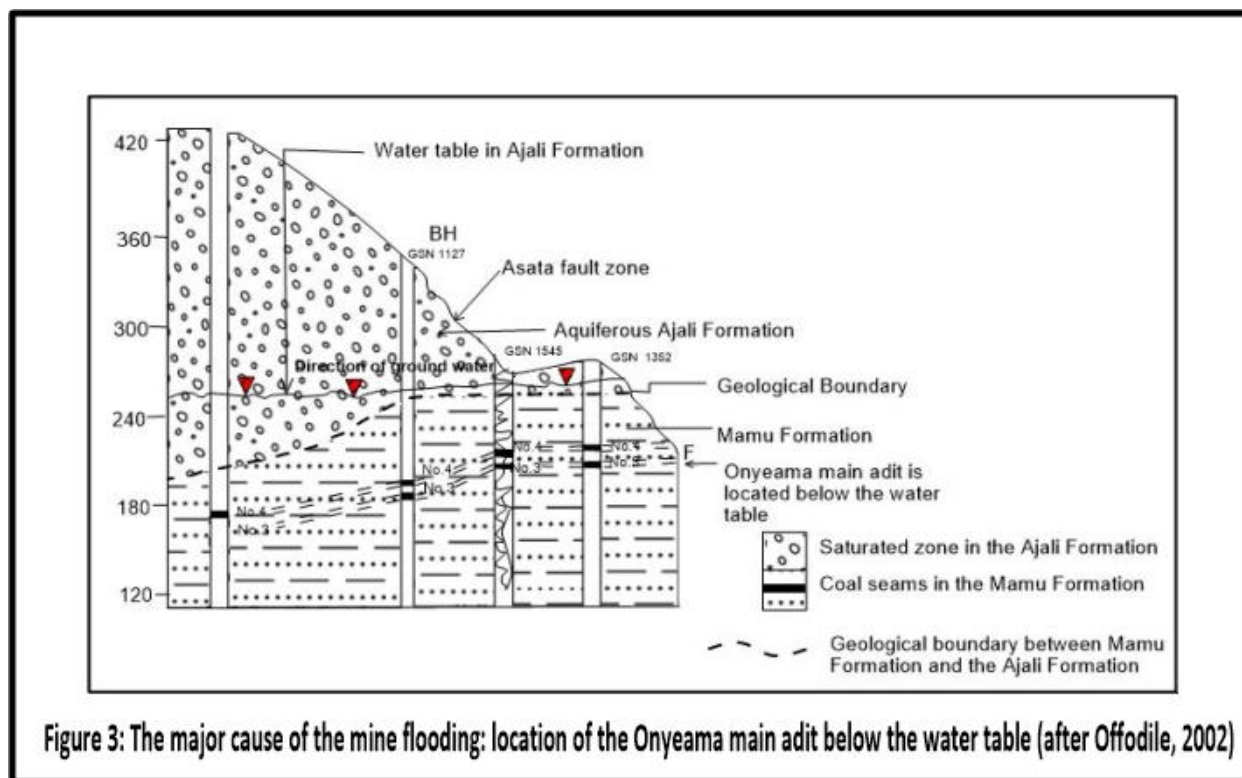 420
360
300
240
180
120
Water table in Ajali Formation
BH
GSN 1127
Asata fault zone
Aquiferous Ajali Formation
GSN 1545
GSN 1392
Direction of ground water
Geological Boundary
Mamu Formation
F
Onyeama main adit is
located below the water
table
No.4
No.3
No.4
No.3
No.4
No.3
No.4
No.3
Saturated zone in the Ajali Formation
Coal seams in the Mamu Formation
Geological boundary between Mamu
Formation and the Ajali Formation
Figure 3: The major cause of the mine flooding: location of the Onyeama main adit below the water table (after Offodile, 2002)